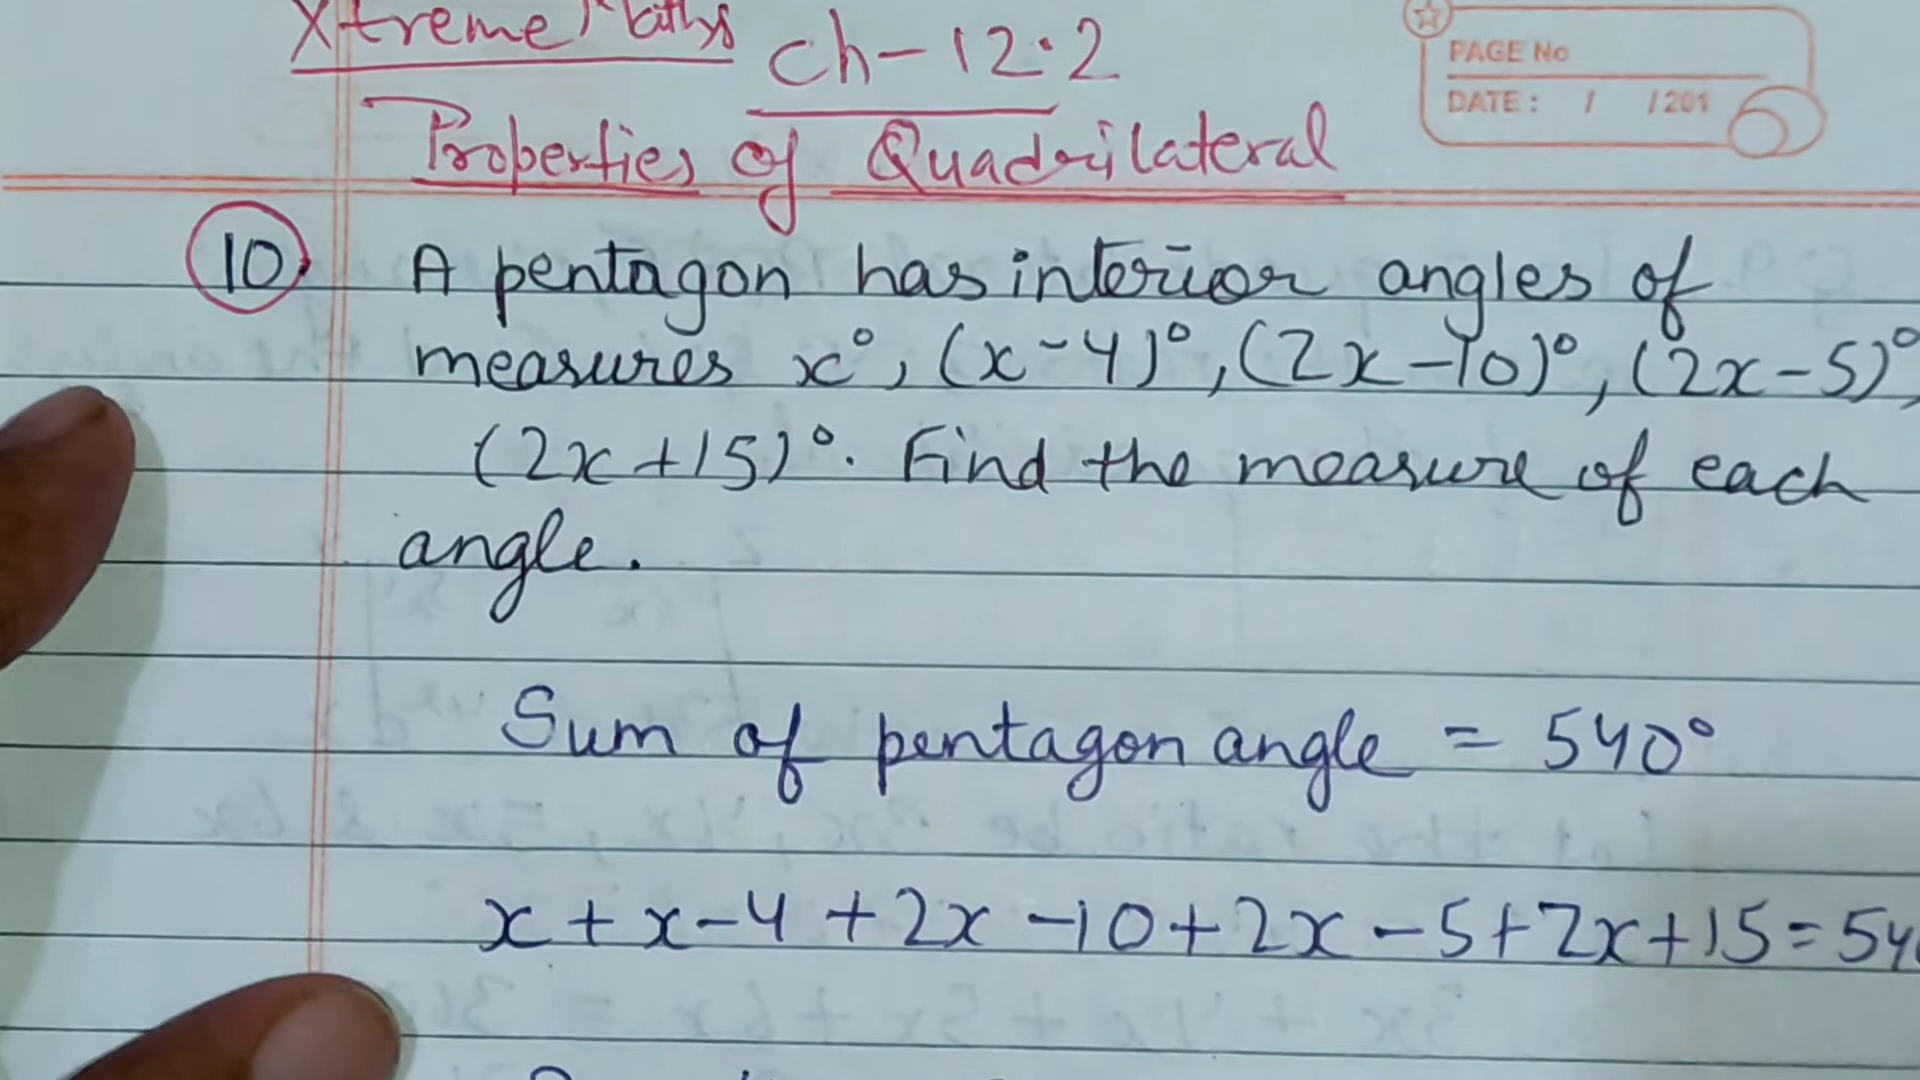 Xtreme Maths
ch-12.2
PAGE No
DATE: / /201
Properties of Quadrilateral
10 A pentagon has interior angles of
measures x°, (x-4)°, (2x-10)°, (2x-5)°,
(2x+15)°. Find the measure of each
angle.
Sum of pentagon angle = 540°
x + x-4 + 2x -10 + 2x - 5 + 2x + 15 = 540